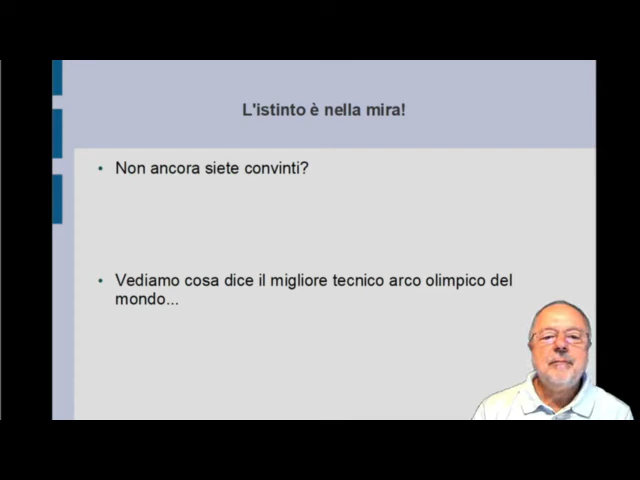 L'istinto è nella mira!
• Non ancora siete convinti?
• Vediamo cosa dice il migliore tecnico arco olimpico del
mondo...